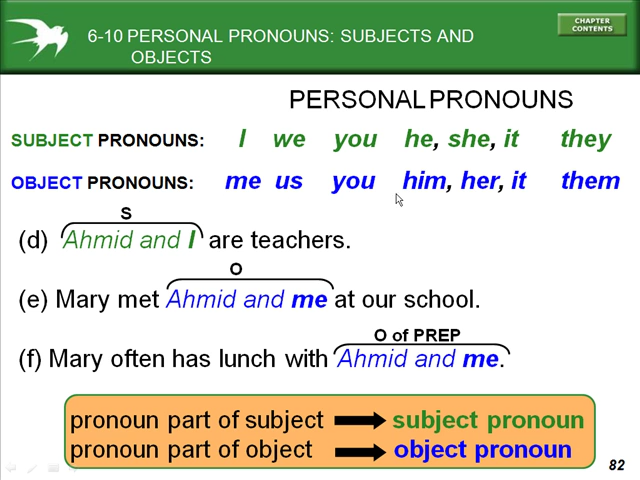 6-10 PERSONAL PRONOUNS: SUBJECTS AND
OBJECTS
CHAPTER
CONTENTS
PERSONAL PRONOUNS
SUBJECT PRONOUNS: I we you he, she, it they
OBJECT PRONOUNS: me us you him, her, it them
S
(d) Ahmid and I are teachers.
O
(e) Mary met Ahmid and me at our school.
O of PREP
(f) Mary often has lunch with Ahmid and me.
pronoun part of subject subject pronoun
pronoun part of object object pronoun
82